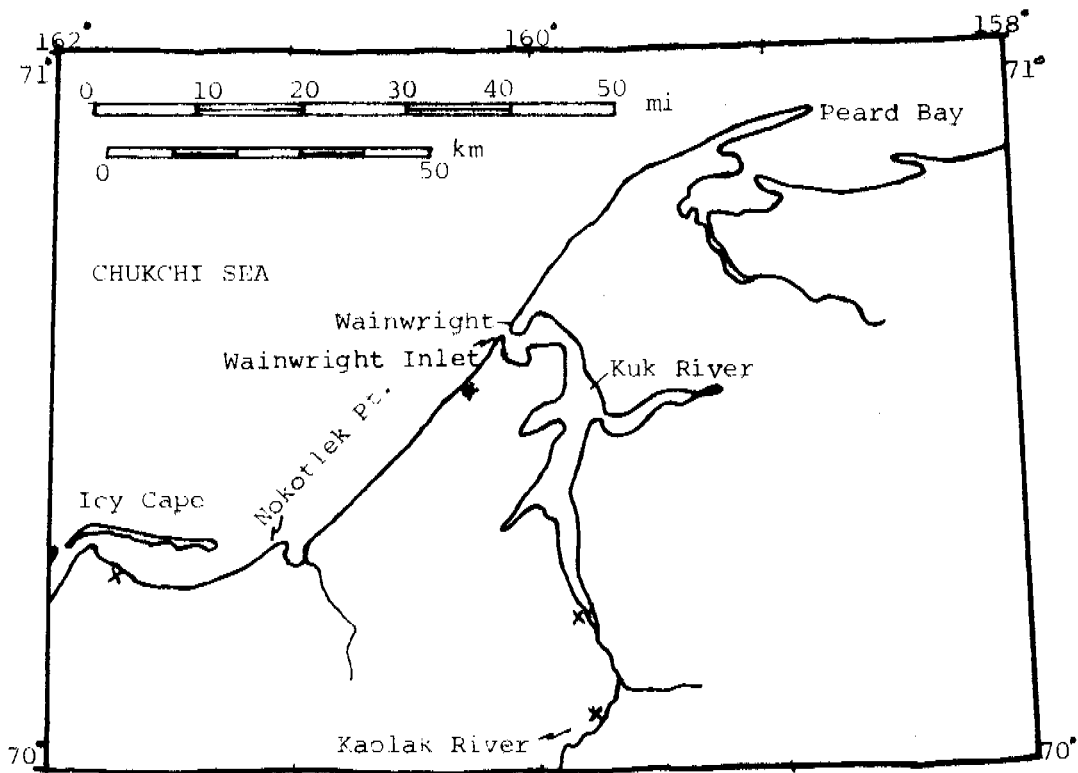 162° 160° 158°
71° 71°
0 10 20 30 40 50 mi
km
0 50
Peard Bay
CHUKCHI SEA
Wainwright
Wainwright Inlet
Kuk River
Nokotlek Pt.
Icy Cape
Kaolak River
70° 70°